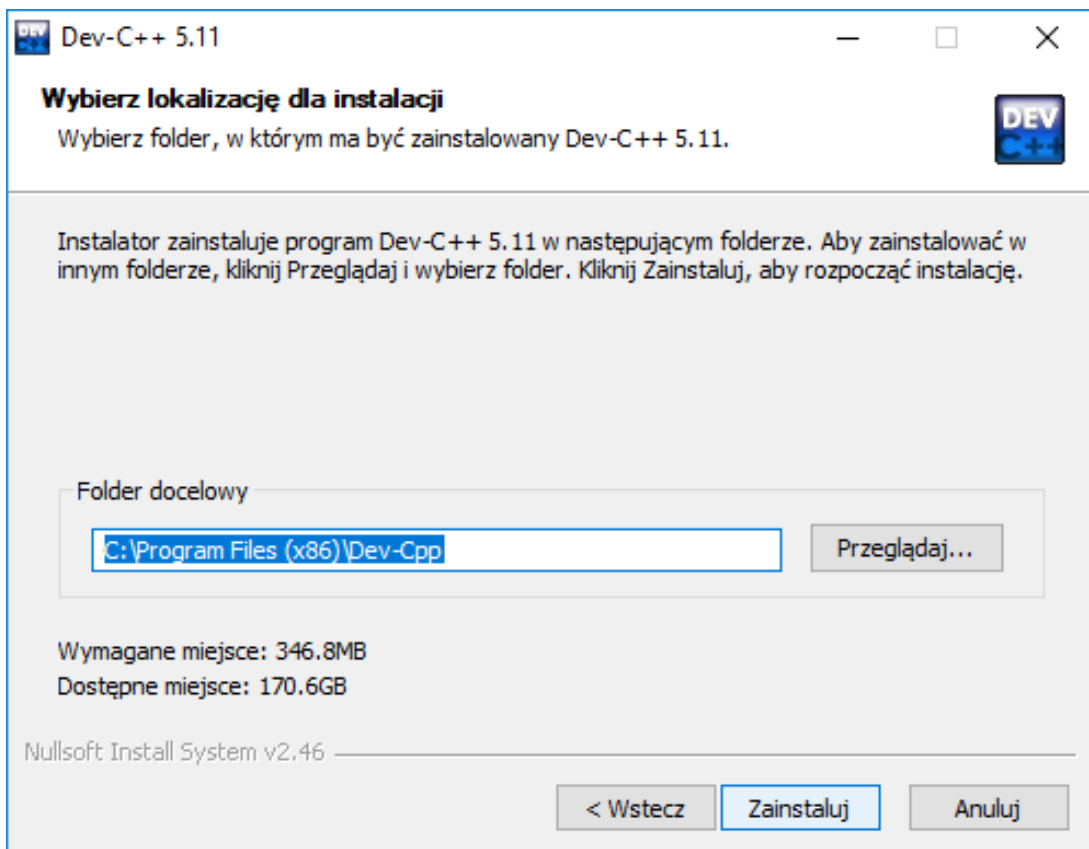 DEV C++ Dev-C++ 5.11
Wybierz lokalizację dla instalacji
Wybierz folder, w którym ma być zainstalowany Dev-C++ 5.11.
DEV
C++
Instalator zainstaluje program Dev-C++ 5.11 w następującym folderze. Aby zainstalować w
innym folderze, kliknij Przeglądaj i wybierz folder. Kliknij Zainstaluj, aby rozpocząć instalację.
Folder docelowy
C:\Program Files (x86)\Dev-Cpp
Przeglądaj...
Wymagane miejsce: 346.8MB
Dostępne miejsce: 170.6GB
Nullsoft Install System v2.46
< Wstecz
Zainstaluj
Anuluj